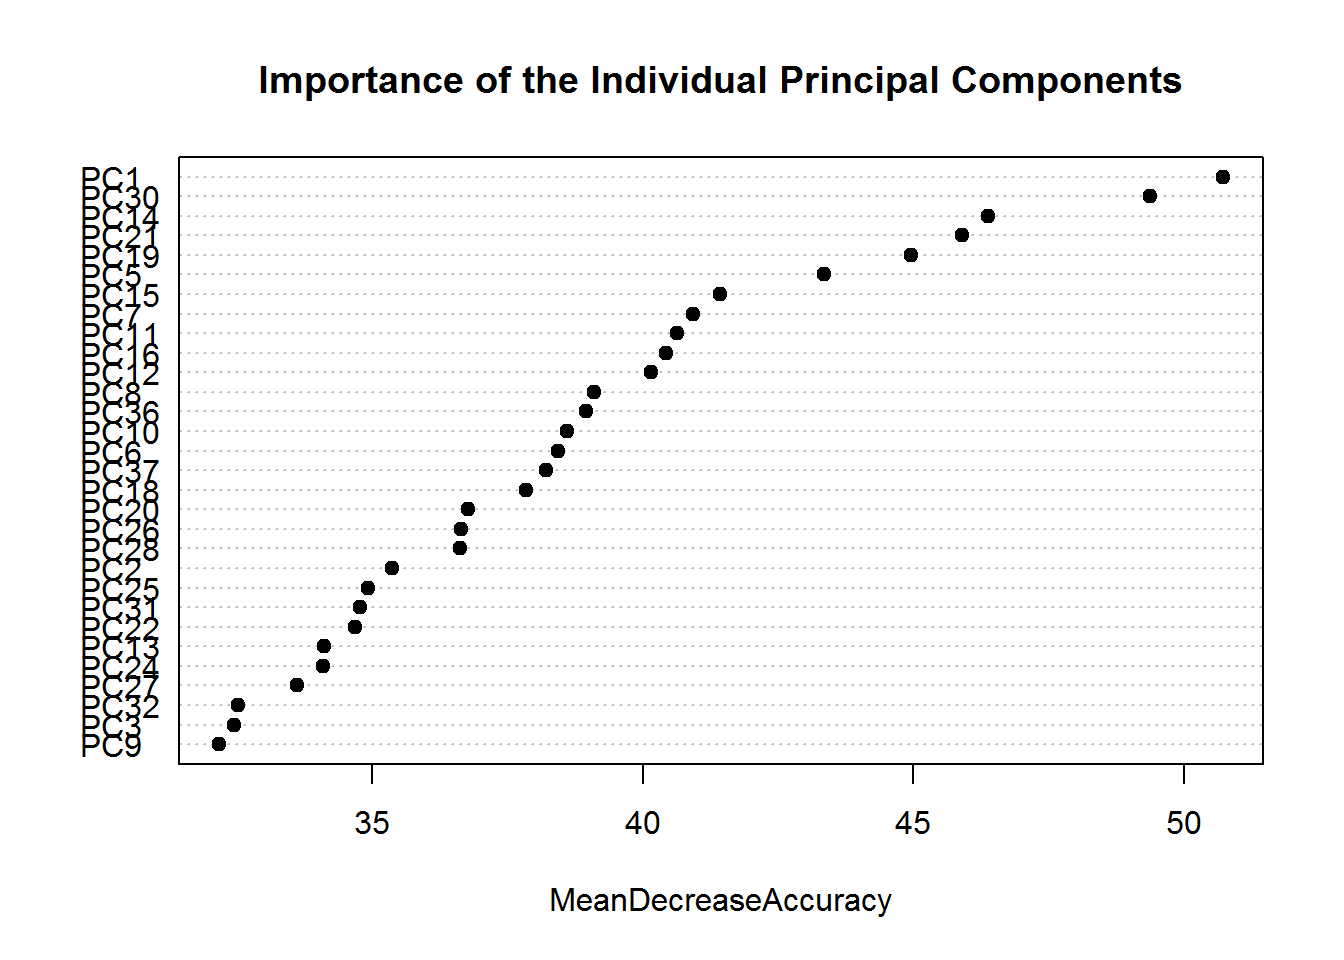 Importance of the Individual Principal Components
PC1
PC30
PC14
PC21
PC19
PC5
PC15
PC7
PC11
PC16
PC12
PC8
PC36
PC10
PC6
PC37
PC18
PC20
PC26
PC28
PC2
PC25
PC31
PC22
PC13
PC24
PC27
PC32
PC3
PC9
35 40 45 50
MeanDecreaseAccuracy